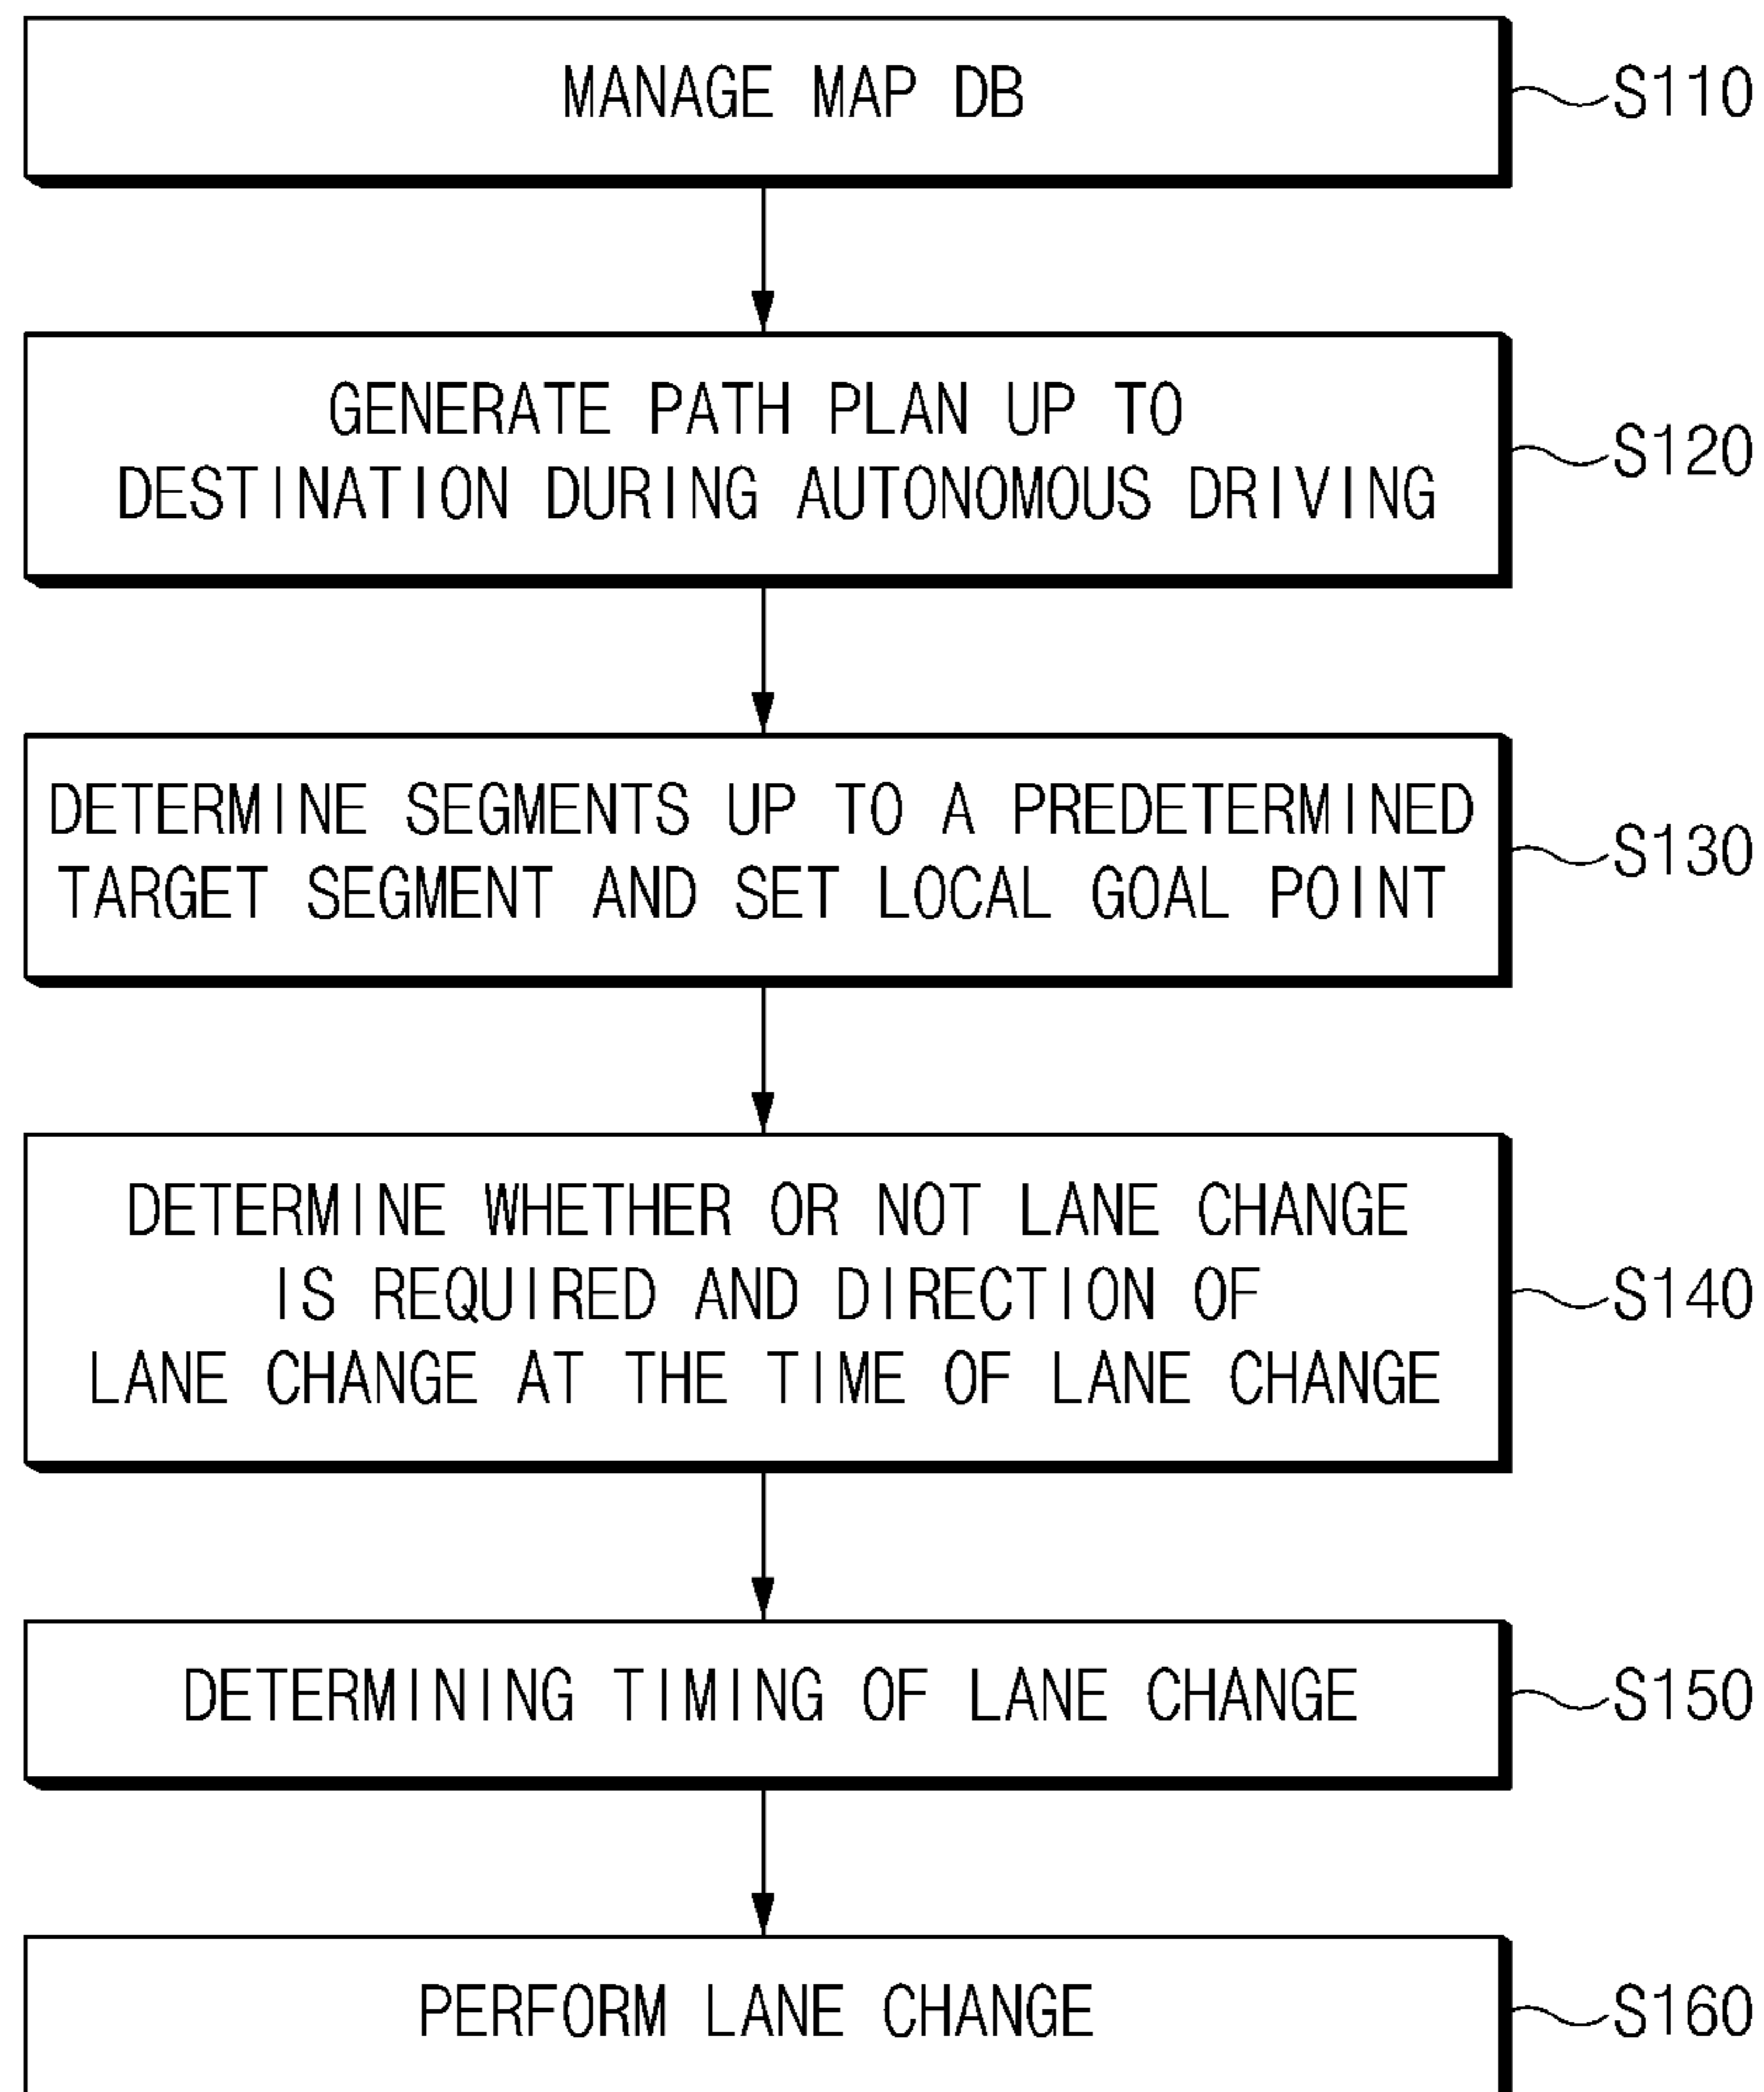 MANAGE MAP DB
S110
GENERATE PATH PLAN UP TO
DESTINATION DURING AUTONOMOUS DRIVING
S120
DETERMINE SEGMENTS UP TO A PREDETERMINED
TARGET SEGMENT AND SET LOCAL GOAL POINT
S130
DETERMINE WHETHER OR NOT LANE CHANGE
IS REQUIRED AND DIRECTION OF
LANE CHANGE AT THE TIME OF LANE CHANGE
S140
DETERMINING TIMING OF LANE CHANGE
S150
PERFORM LANE CHANGE
S160